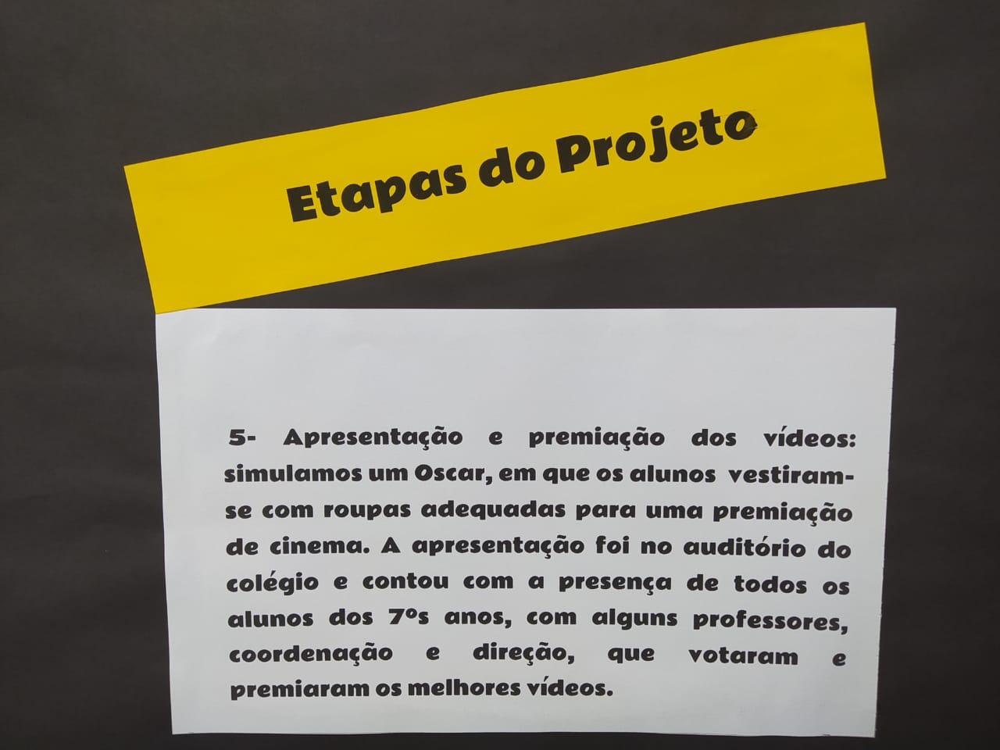 Etapas do Projeto
5- Apresentação e premiação dos vídeos:
simulamos um Oscar, em que os alunos vestiram-
se com roupas adequadas para uma premiação
de cinema. A apresentação foi no auditório do
colégio e contou com a presença de todos os
alunos dos 7ºs anos, com alguns professores,
coordenação e direção, que votaram e
premiaram os melhores vídeos.